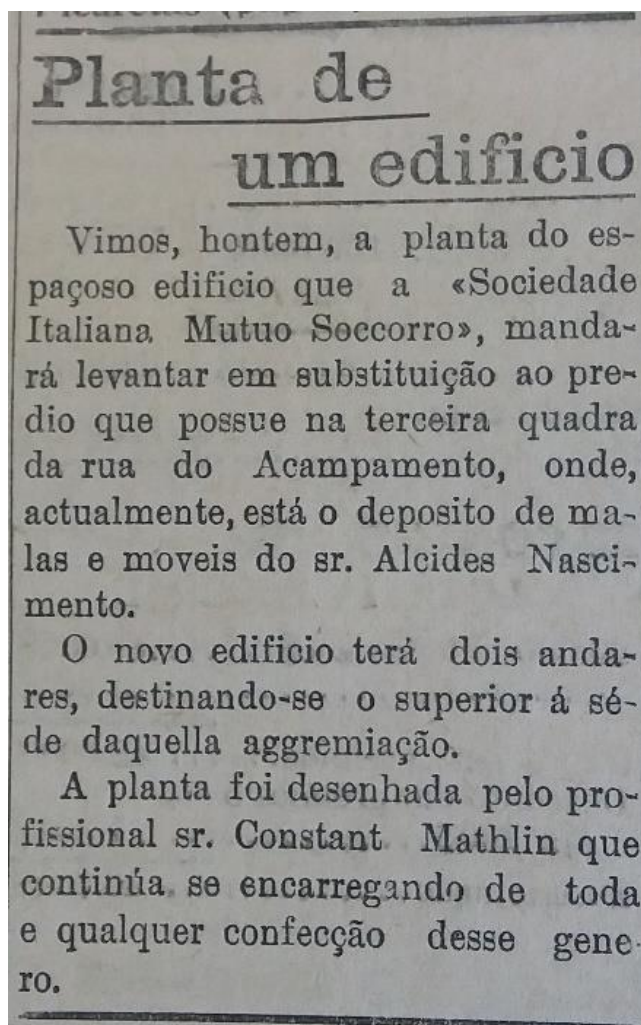 Planta de
um edificio
Vimos, hontem, a planta do es-
paçoso edificio que a «Sociedade
Italiana Mutuo Soccorro», manda-
rá levantar em substituição ao pre-
dio que possue na terceira quadra
da rua do Acampamento, onde,
actualmente, está o deposito de ma-
las e moveis do sr. Alcides Nasci-
mento.
O novo edificio terá dois anda-
res, destinando-se o superior á sé-
de daquella aggremiação.
A planta foi desenhada pelo pro-
fissional sr. Constant Mathlin que
continúa se encarregando de toda
e qualquer confecção desse gene-
ro.